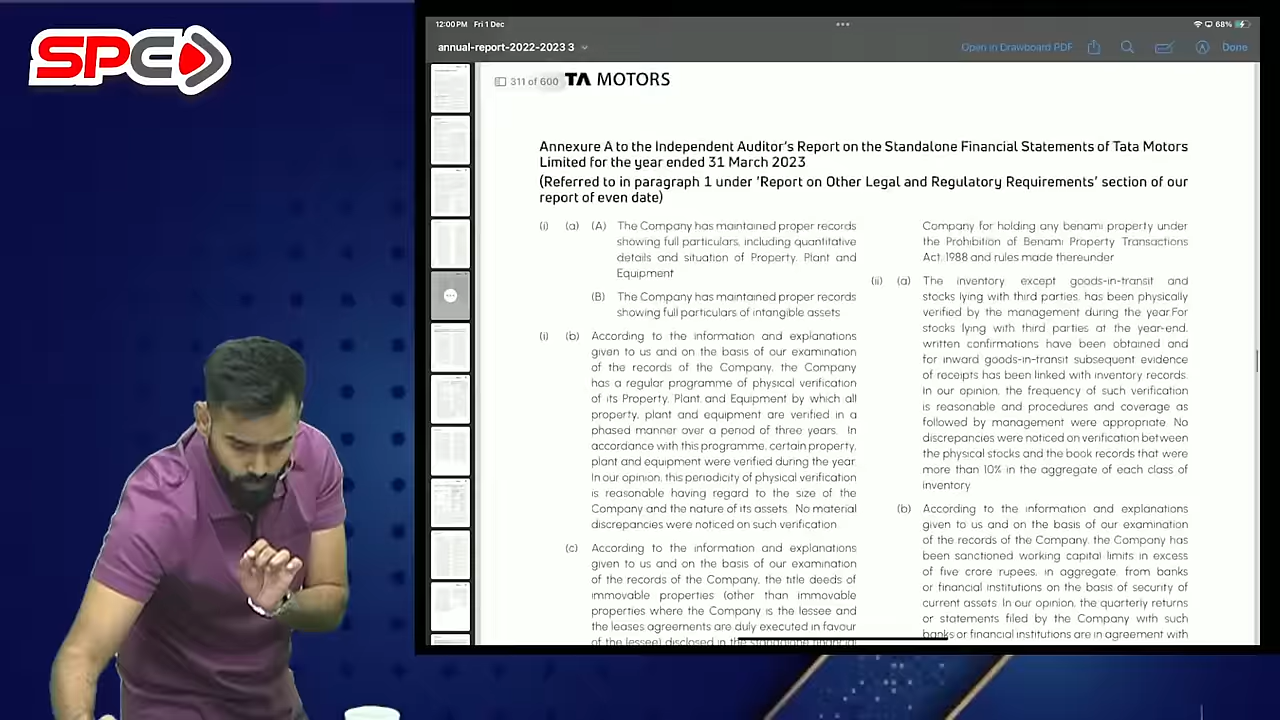 SPC
12:00 PM Fri 1 Dec
68%
annual-report-2022-2023 3
Open in Drawboard PDF
Done
311 of 600
TATA MOTORS
Annexure A to the Independent Auditor's Report on the Standalone Financial Statements of Tata Motors
Limited for the year ended 31 March 2023
(Referred to in paragraph 1 under 'Report on Other Legal and Regulatory Requirements' section of our
report of even date)
(i) (a) (A) The Company has maintained proper records
showing full particulars, including quantitative
details and situation of Property, Plant and
Equipment
(B) The Company has maintained proper records
showing full particulars of intangible assets
(i) (b) According to the information and explanations
given to us and on the basis of our examination
of the records of the Company, the Company
has a regular programme of physical verification
of its Property, Plant and Equipment by which all
property, plant and equipment are verified in a
phased manner over a period of three years. In
accordance with this programme, certain property,
plant and equipment were verified during the year.
In our opinion, this periodicity of physical verification
is reasonable having regard to the size of the
Company and the nature of its assets. No material
discrepancies were noticed on such verification
(c) According to the information and explanations
given to us and on the basis of our examination
of the records of the Company, the title deeds of
immovable properties (other than immovable
properties where the Company is the lessee and
the leases agreements are duly executed in favour
of the lessee) disclosed in the standalone financial
Company for holding any benami property under
the Prohibition of Benami Property Transactions
Act, 1988 and rules made thereunder
(ii) (a) The inventory except goods-in-transit and
stocks lying with third parties, has been physically
verified by the management during the year.For
stocks lying with third parties at the year-end,
written confirmations have been obtained and
for inward goods-in-transit subsequent evidence
of receipts has been linked with inventory records.
In our opinion, the frequency of such verification
is reasonable and procedures and coverage as
followed by management were appropriate. No
discrepancies were noticed on verification between
the physical stocks and the book records that were
more than 10% in the aggregate of each class of
inventory.
(b) According to the information and explanations
given to us and on the basis of our examination
of the records of the Company, the Company has
been sanctioned working capital limits in excess
of five crore rupees, in aggregate, from banks
or financial institutions on the basis of security of
current assets. In our opinion, the quarterly returns
or statements filed by the Company with such
banks or financial institutions are in agreement with